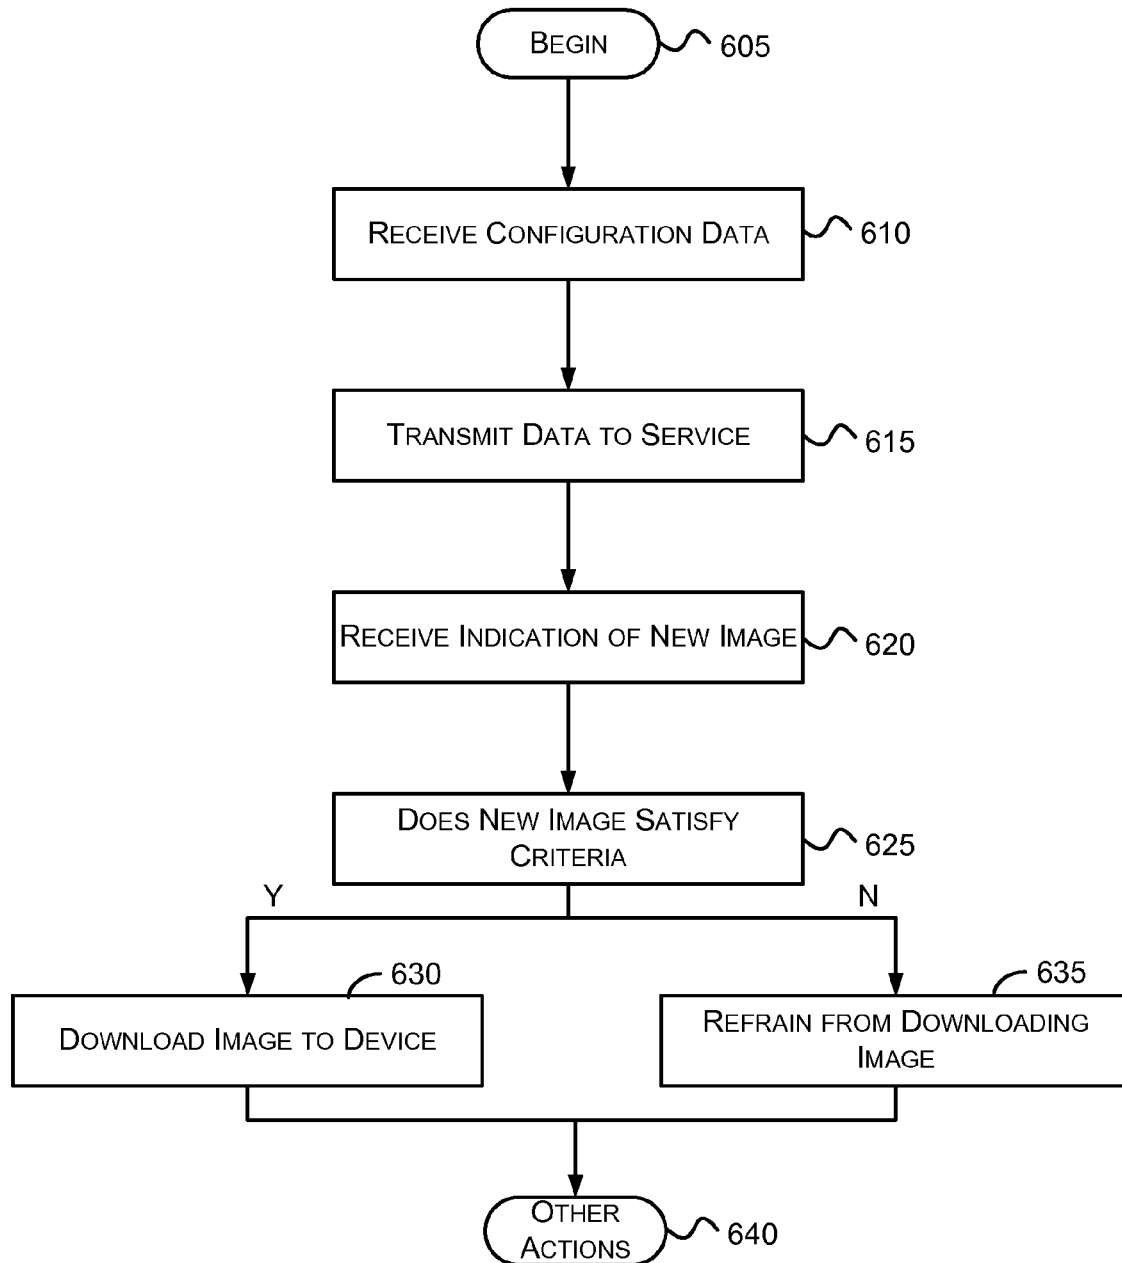 BEGIN
605
RECEIVE CONFIGURATION DATA
610
TRANSMIT DATA TO SERVICE
615
RECEIVE INDICATION OF NEW IMAGE
620
DOES NEW IMAGE SATISFY
CRITERIA
625
Y
N
630
635
DOWNLOAD IMAGE TO DEVICE
REFRAIN FROM DOWNLOADING
IMAGE
OTHER
ACTIONS
640